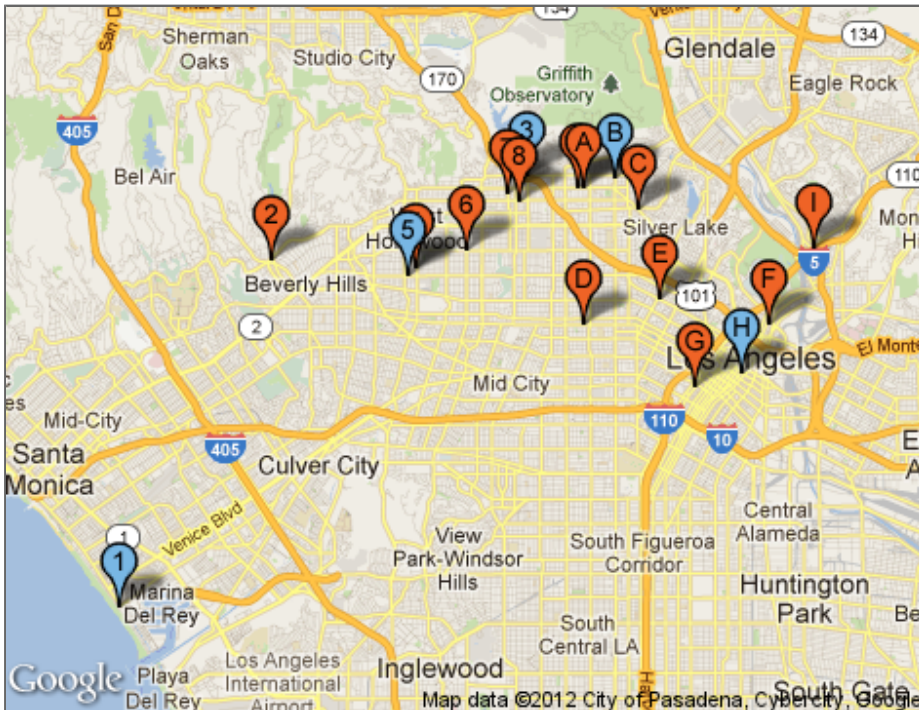 134
Sherman
Oaks
Studio City
Glendale
134
170
Griffith
Observatory
Eagle Rock
405
3
B
A
8
C
Bel Air
110
2
6
I
5
Silver Lake
Beverly Hills
E
5
D
101
F
2
H
G
Los Angeles
El Monte
Mid City
Mid-City
110
10
405
Santa
Monica
Culver City
Venice Blvd
Central
Alameda
1
1
View
Park-Windsor
Hills
South Figueroa
Corridor
Marina
Del Rey
Huntington
Park
South
Central LA
Google
Playa
Del Rey
Los Angeles
International
Airport
Inglewood
South Gate
Map data ©2012 City of Pasadena, Cybercity, Google